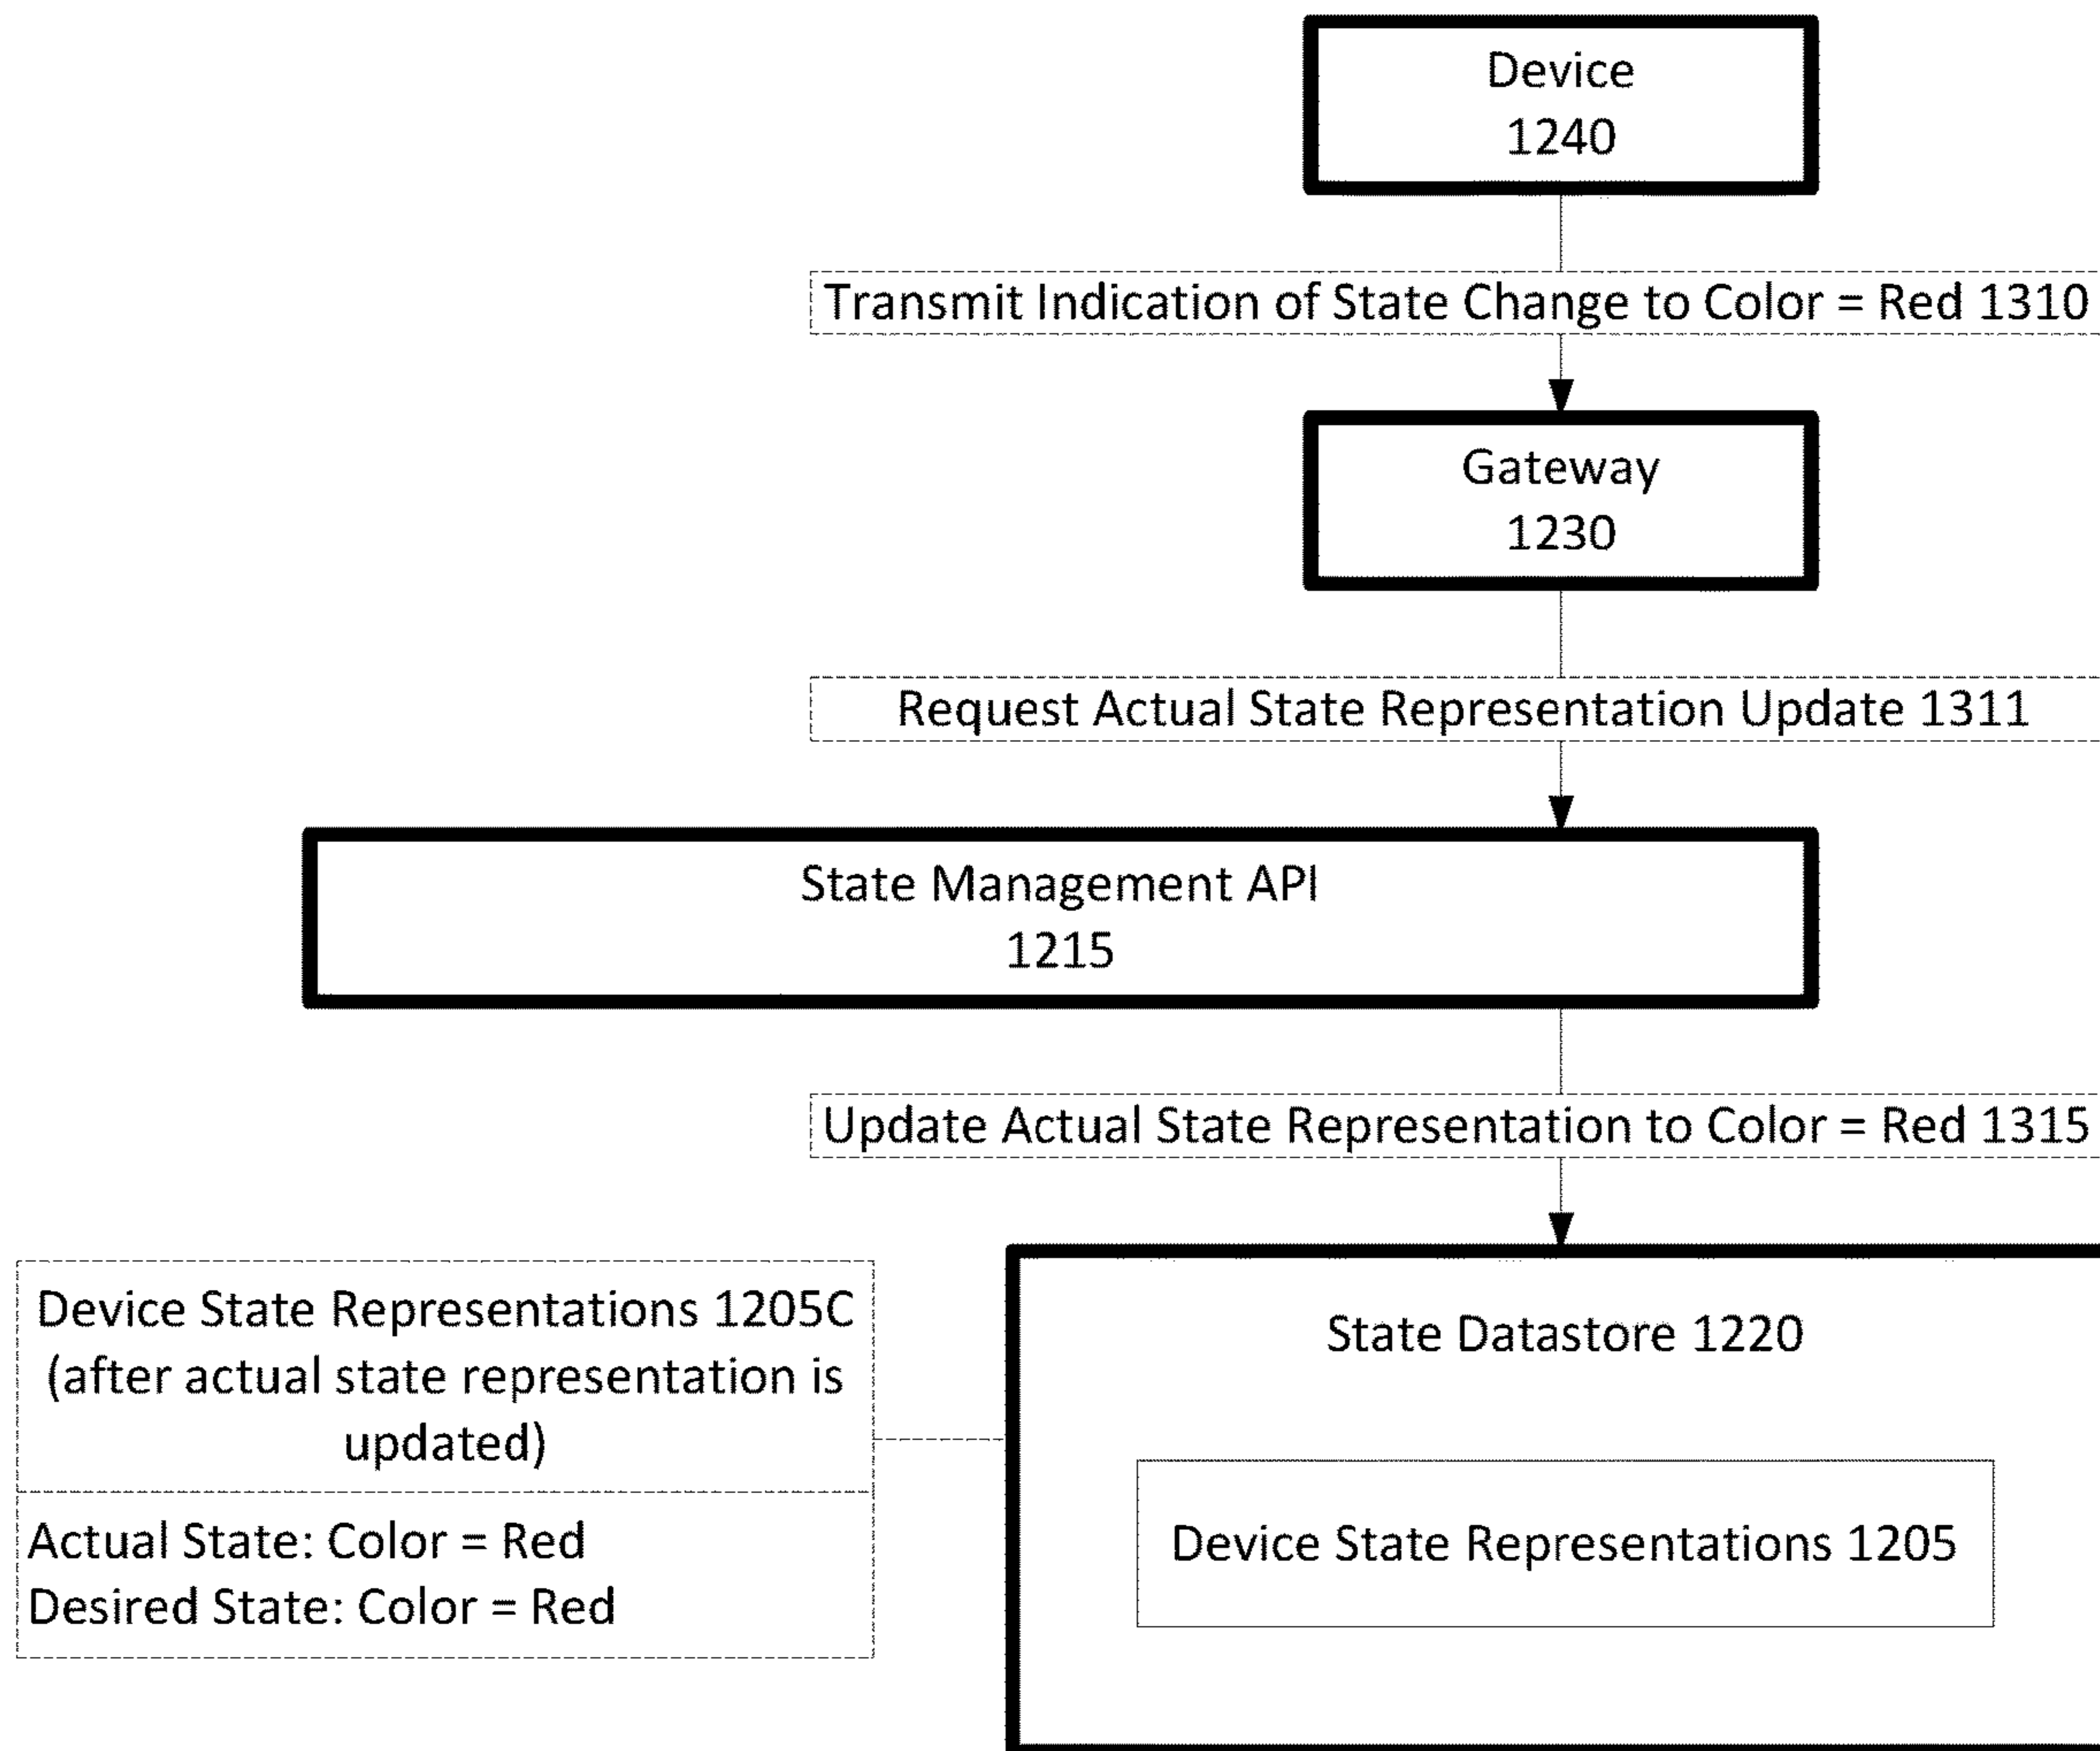 Device
1240
Transmit Indication of State Change to Color = Red 1310
Gateway
1230
Request Actual State Representation Update 1311
State Management API
1215
Update Actual State Representation to Color = Red 1315
Device State Representations 1205C
(after actual state representation is
updated)
Actual State: Color = Red
Desired State: Color = Red
State Datastore 1220
Device State Representations 1205